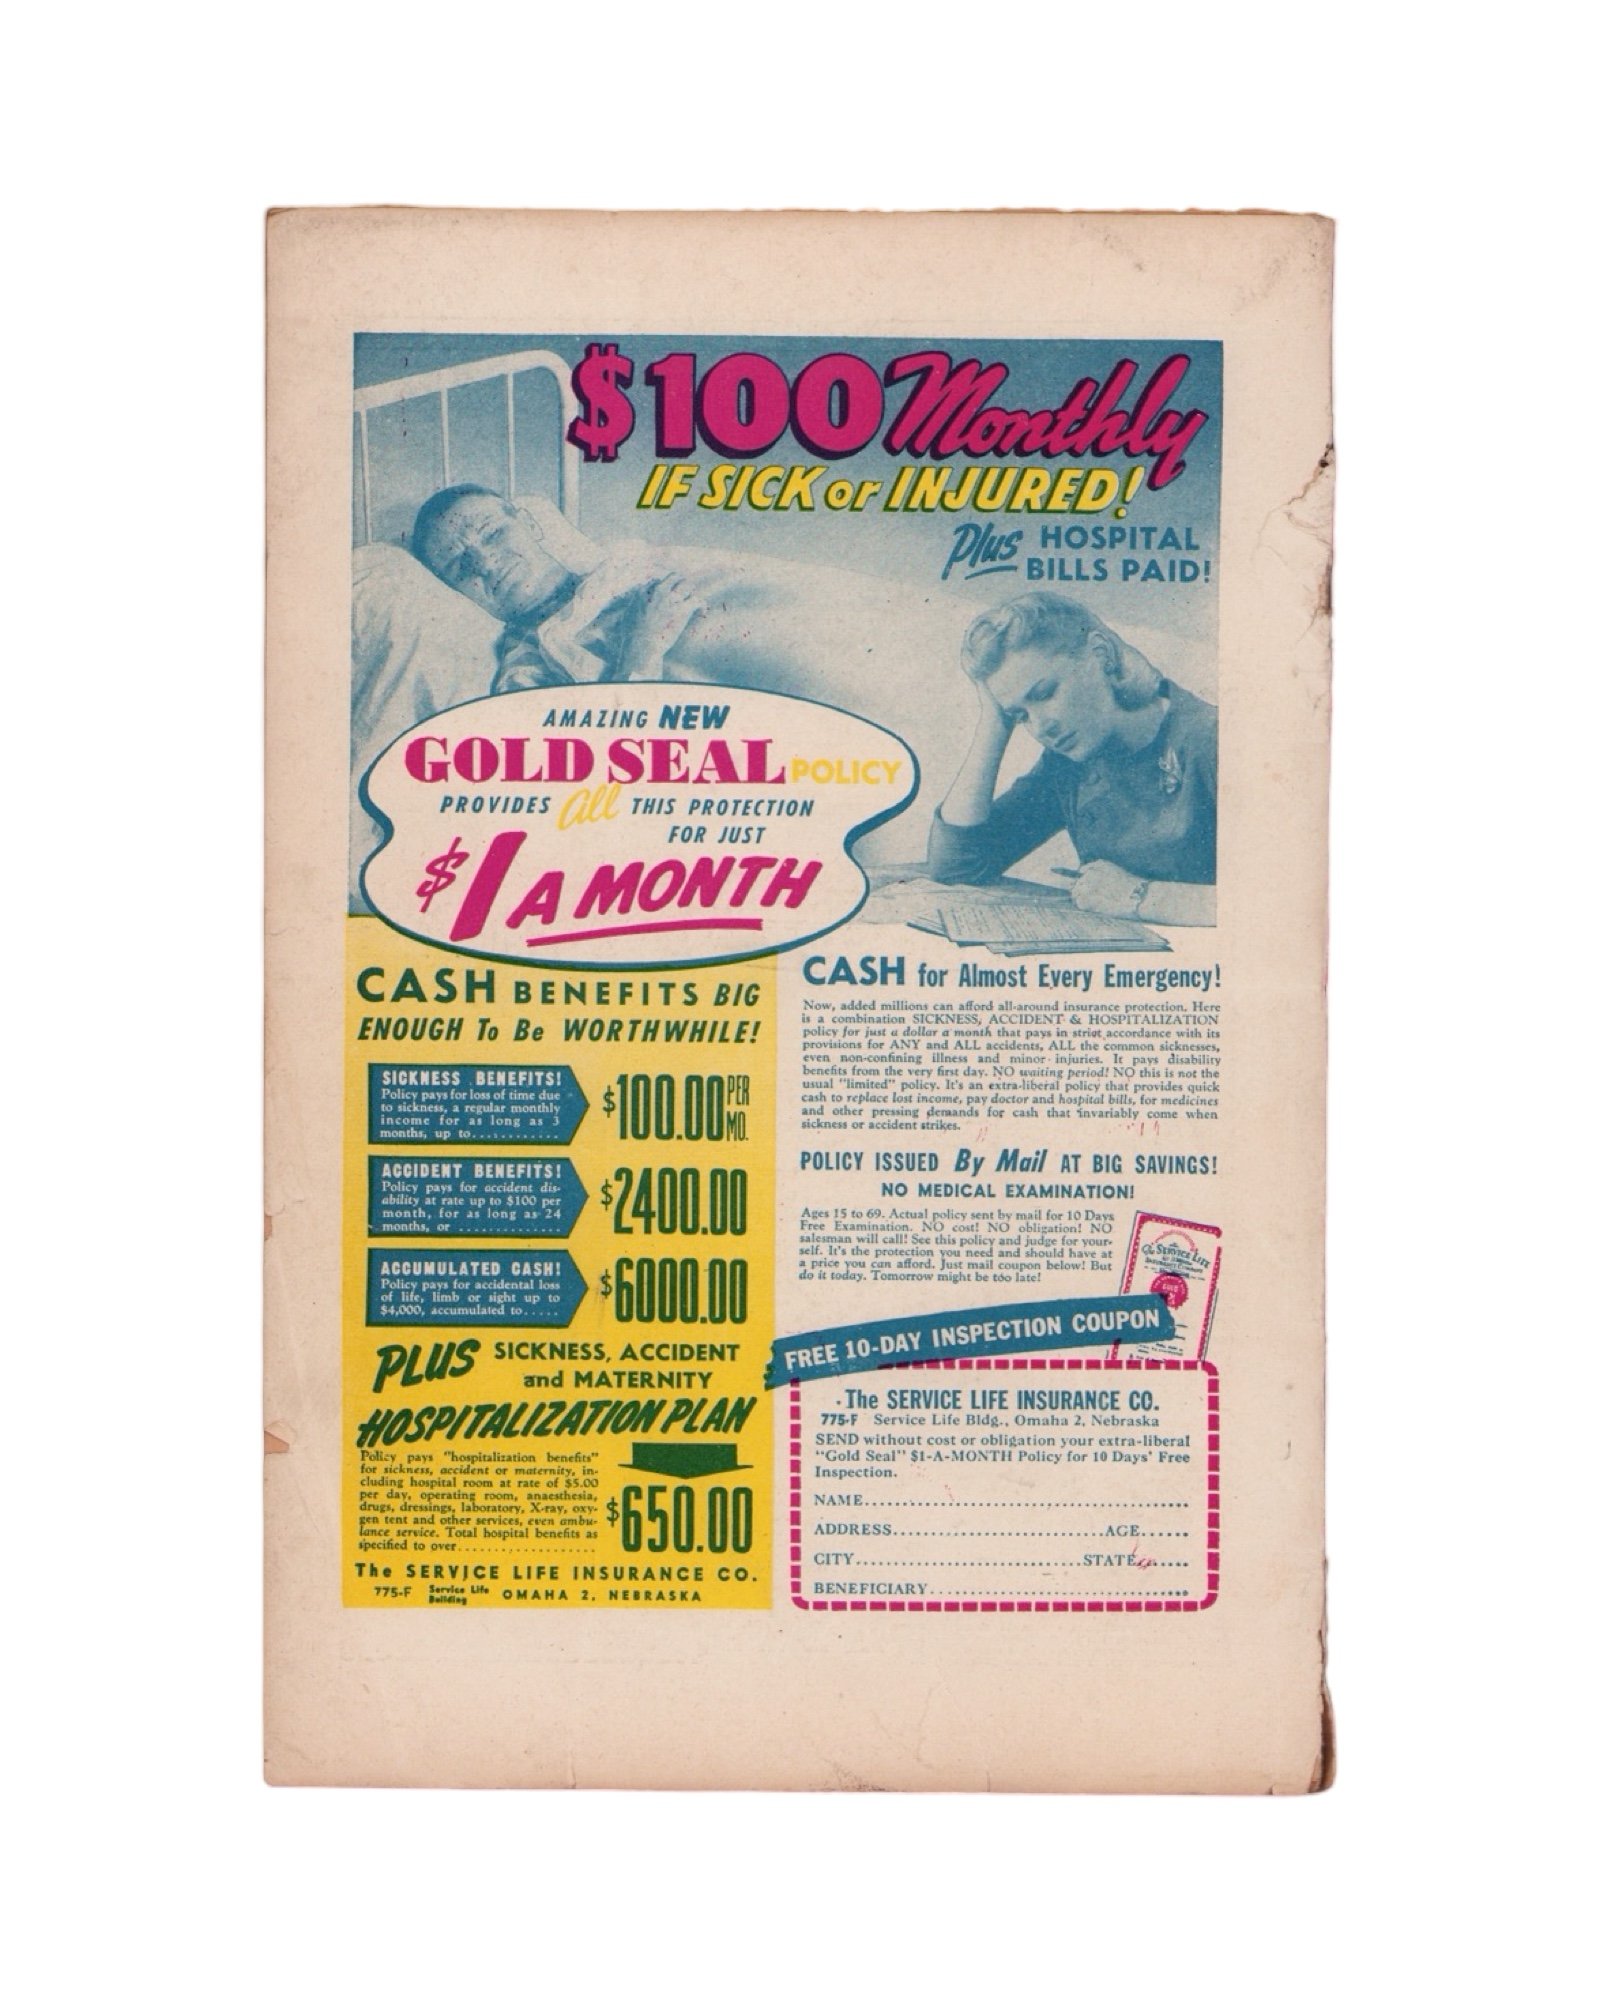 $100 Monthly
IF SICK or INJURED!
Plus HOSPITAL
BILLS PAID!
AMAZING NEW
GOLD SEAL POLICY
PROVIDES All THIS PROTECTION
FOR JUST
$1 A MONTH
CASH BENEFITS BIG
ENOUGH To Be WORTHWHILE!
SICKNESS BENEFITS!
Policy pays for loss of time due
to sickness, a regular monthly
income for as long as 3
months, up to............
$100.00 PER MO.
ACCIDENT BENEFITS!
Policy pays for accident dis-
ability at rate up to $100 per
month, for as long as 24
months, or ..............
$2400.00
ACCUMULATED CASH!
Policy pays for accidental loss
of life, limb or sight up to
$4,000, accumulated to.....
$6000.00
PLUS SICKNESS, ACCIDENT
and MATERNITY
HOSPITALIZATION PLAN
Policy pays "hospitalization benefits"
for sickness, accident or maternity, in-
cluding hospital room at rate of $5.00
per day, operating room, anaesthesia,
drugs, dressings, laboratory, X-ray, oxy-
gen tent and other services, even ambu-
lance service. Total hospital benefits as
specified to over....................
$650.00
The SERVICE LIFE INSURANCE CO.
775-F Service Life Building OMAHA 2, NEBRASKA
CASH for Almost Every Emergency!
Now, added millions can afford all-around insurance protection. Here
is a combination SICKNESS, ACCIDENT & HOSPITALIZATION
policy for just a dollar a month that pays in strict accordance with its
provisions for ANY and ALL accidents, ALL the common sicknesses,
even non-confining illness and minor injuries. It pays disability
benefits from the very first day. NO waiting period! NO this is not the
usual "limited" policy. It's an extra-liberal policy that provides quick
cash to replace lost income, pay doctor and hospital bills, for medicines
and other pressing demands for cash that invariably come when
sickness or accident strikes.
POLICY ISSUED By Mail AT BIG SAVINGS!
NO MEDICAL EXAMINATION!
Ages 15 to 69. Actual policy sent by mail for 10 Days
Free Examination. NO cost! NO obligation! NO
salesman will call! See this policy and judge for your-
self. It's the protection you need and should have at
a price you can afford. Just mail coupon below! But
do it today. Tomorrow might be too late!
The SERVICE LIFE
INSURANCE COMPANY
GOLD
FREE 10-DAY INSPECTION COUPON
The SERVICE LIFE INSURANCE CO.
775-F Service Life Bldg., Omaha 2, Nebraska
SEND without cost or obligation your extra-liberal
"Gold Seal" $1-A-MONTH Policy for 10 Days' Free
Inspection.
NAME..........................................
ADDRESS...........................AGE......
CITY.............................STATE.......
BENEFICIARY.................................